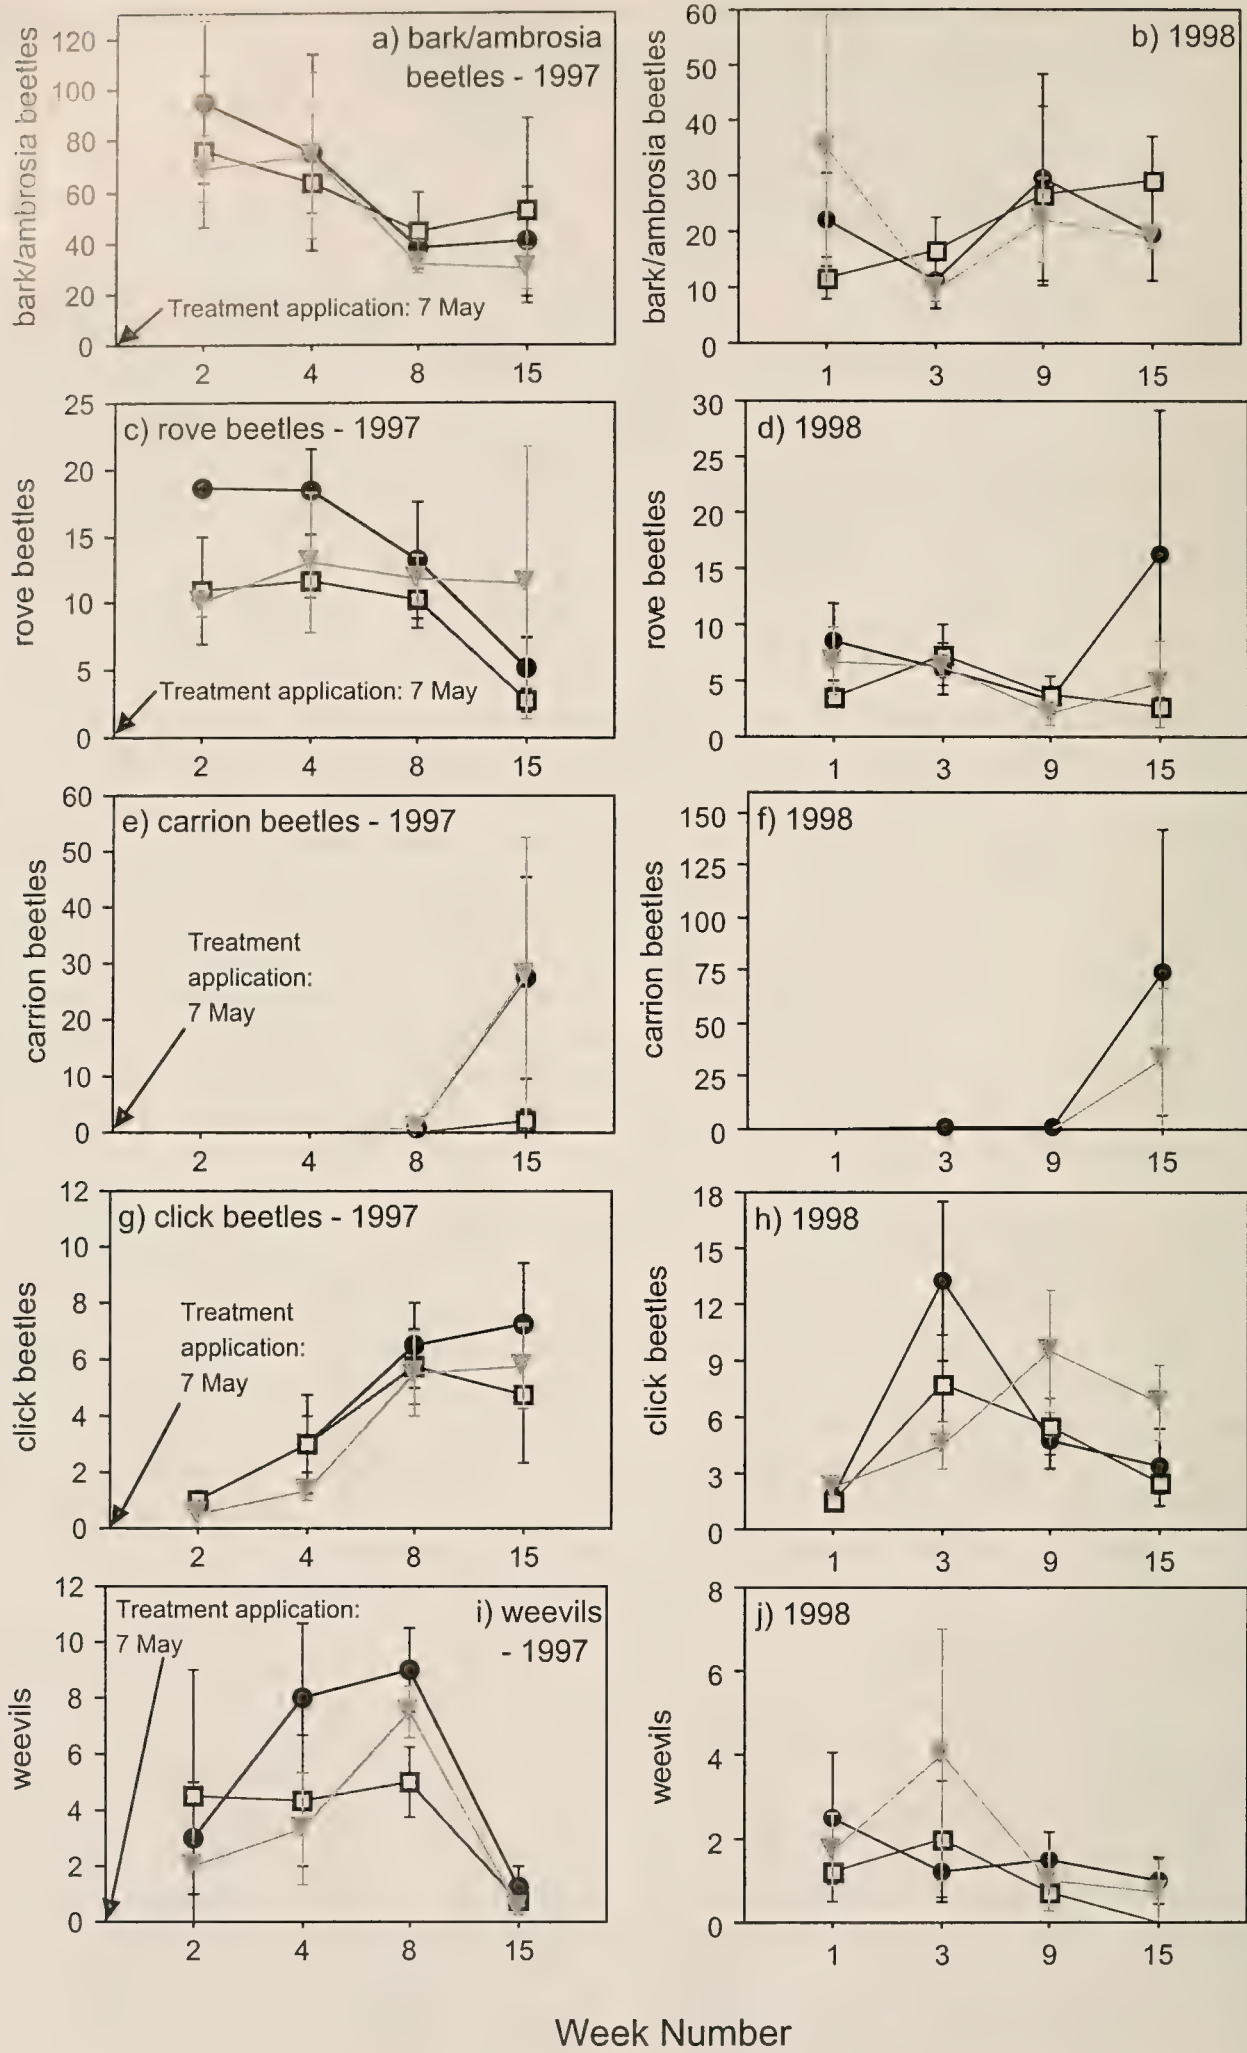 a) bark/ambrosia
beetles - 1997
bark/ambrosia beetles
120
100
80
60
40
20
0
Treatment application: 7 May
2 4 8 15
b) 1998
bark/ambrosia beetles
60
50
40
30
20
10
0
1 3 9 15
c) rove beetles - 1997
rove beetles
25
20
15
10
5
0
Treatment application: 7 May
2 4 8 15
d) 1998
rove beetles
30
25
20
15
10
5
0
1 3 9 15
e) carrion beetles - 1997
carrion beetles
60
50
40
30
20
10
0
Treatment
application:
7 May
2 4 8 15
f) 1998
carrion beetles
150
125
100
75
50
25
0
1 3 9 15
g) click beetles - 1997
click beetles
12
10
8
6
4
2
0
Treatment
application:
7 May
2 4 8 15
h) 1998
click beetles
18
15
12
9
6
3
0
1 3 9 15
i) weevils
- 1997
weevils
12
10
8
6
4
2
0
Treatment application:
7 May
2 4 8 15
j) 1998
weevils
8
6
4
2
0
1 3 9 15
Week Number